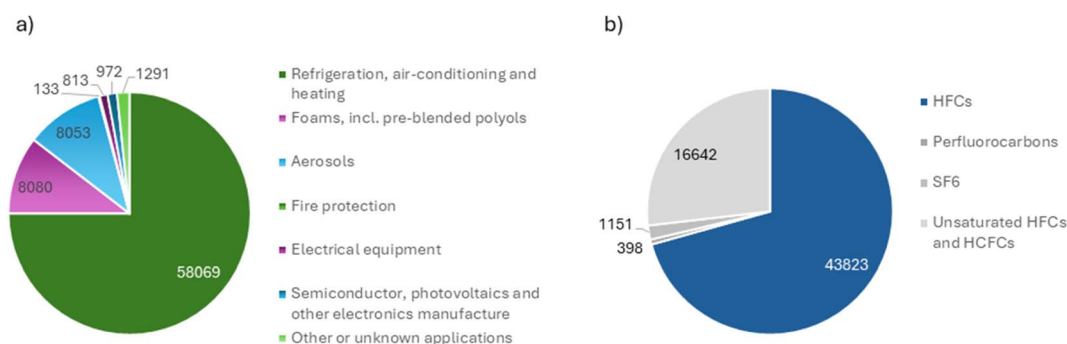 a)
133
813
972
1291
8053
8080
58069
Refrigeration, air-conditioning and
heating
Foams, incl. pre-blended polyols
Aerosols
Fire protection
Electrical equipment
Semiconductor, photovoltaics and
other electronics manufacture
Other or unknown applications
b)
16642
1151
398
43823
HFCs
Perfluorocarbons
SF6
Unsaturated HFCs
and HCFCs